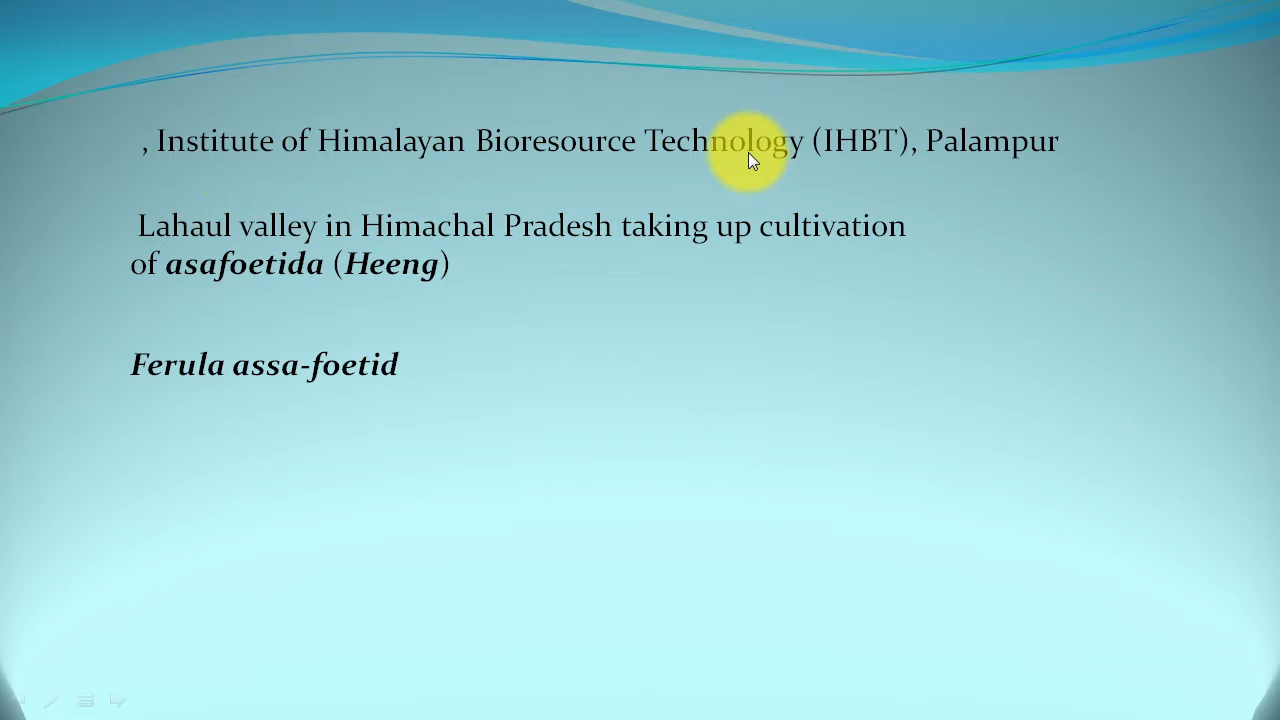 , Institute of Himalayan Bioresource Technology (IHBT), Palampur
Lahaul valley in Himachal Pradesh taking up cultivation
of asafoetida (Heeng)
Ferula assa-foetid